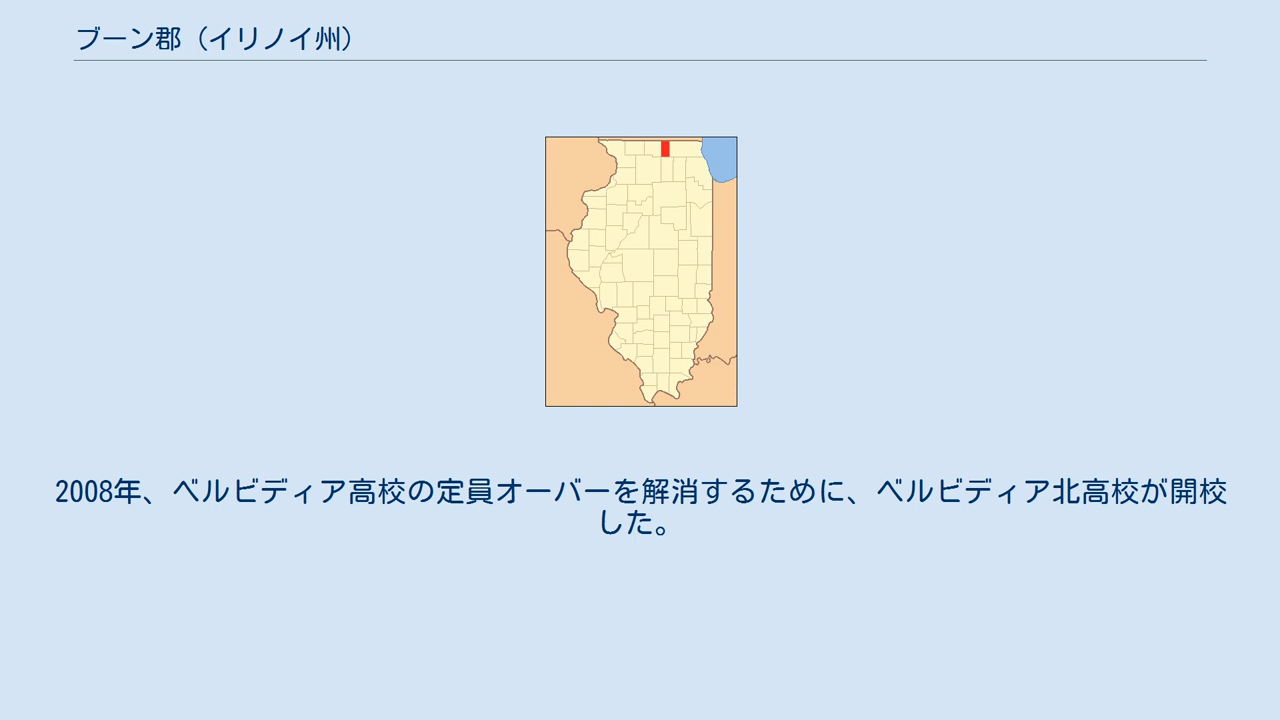 ブーン郡（イリノイ州）
2008年、ベルビディア高校の定員オーバーを解消するために、ベルビディア北高校が開校
した。